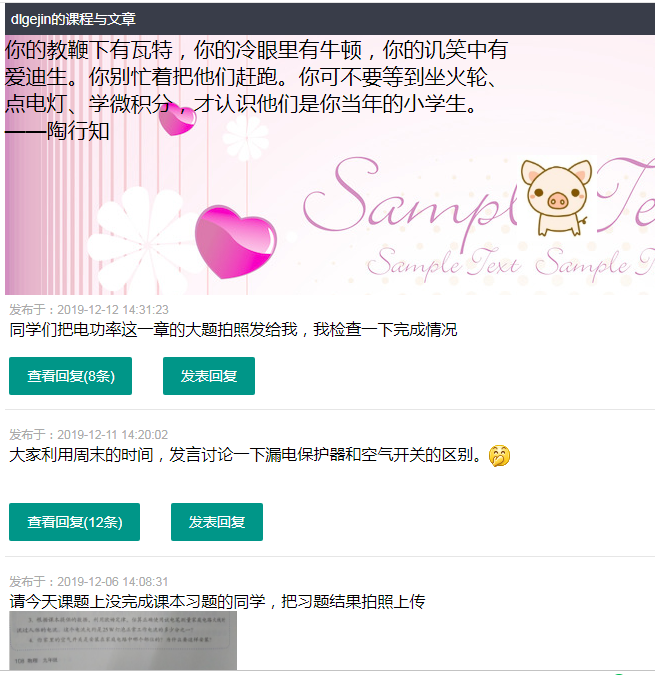 dlgejin的课程与文章
你的教鞭下有瓦特，你的冷眼里有牛顿，你的讥笑中有
爱迪生。你别忙着把他们赶跑。你可不要等到坐火轮、
点电灯、学微积分，才认识他们是你当年的小学生。
——陶行知
Sample T
Sample Text Sample T
发布于：2019-12-12 14:31:23
同学们把电功率这一章的大题拍照发给我，我检查一下完成情况
查看回复(8条) 发表回复
发布于：2019-12-11 14:20:02
大家利用周末的时间，发言讨论一下漏电保护器和空气开关的区别。
查看回复(12条) 发表回复
发布于：2019-12-06 14:08:31
请今天课题上没完成课本习题的同学，把习题结果拍照上传